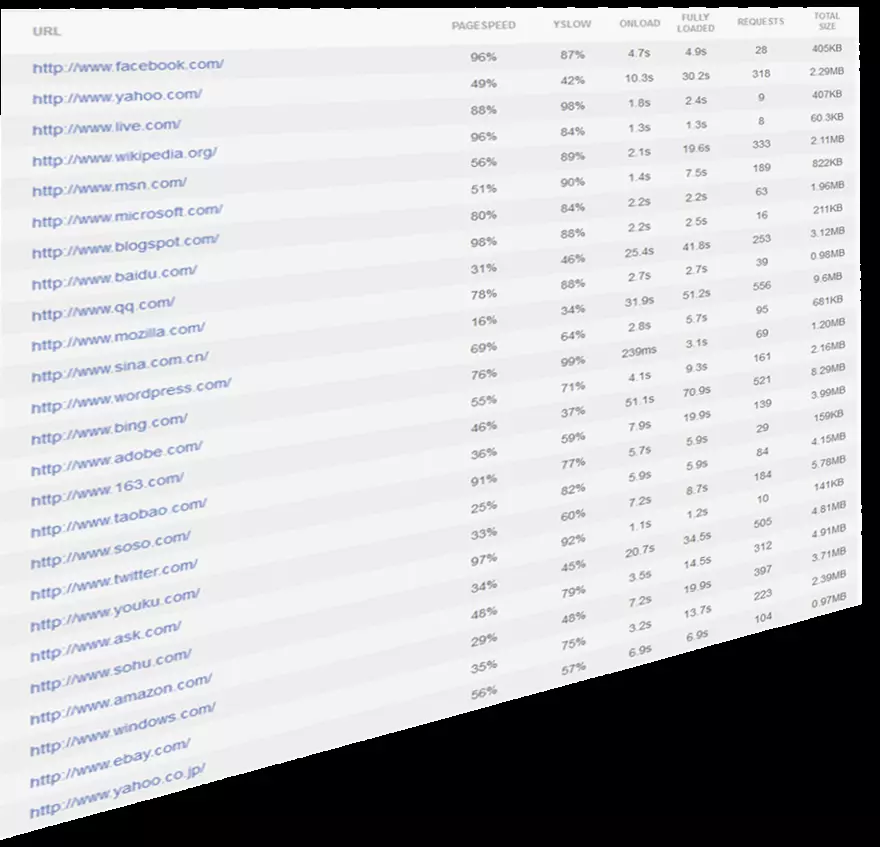 URL PAGESPEED YSLOW ONLOAD FULLY LOADED REQUESTS TOTAL SIZE
http://www.facebook.com/ 96% 87% 4.7s 4.9s 28 405KB
http://www.yahoo.com/ 49% 42% 10.3s 30.2s 318 2.29MB
http://www.live.com/ 88% 98% 1.8s 2.4s 9 407KB
http://www.wikipedia.org/ 96% 84% 1.3s 1.3s 8 60.3KB
http://www.msn.com/ 56% 89% 2.1s 19.6s 333 2.11MB
http://www.microsoft.com/ 51% 90% 1.4s 7.5s 189 822KB
http://www.blogspot.com/ 80% 84% 2.2s 2.2s 63 1.96MB
http://www.baidu.com/ 98% 88% 2.2s 2.5s 16 211KB
http://www.qq.com/ 31% 46% 25.4s 41.8s 253 3.12MB
http://www.mozilla.com/ 78% 88% 2.7s 2.7s 39 0.98MB
http://www.sina.com.cn/ 16% 34% 31.9s 51.2s 556 9.6MB
http://www.wordpress.com/ 69% 64% 2.8s 5.7s 95 681KB
http://www.bing.com/ 76% 99% 239ms 3.1s 69 1.20MB
http://www.adobe.com/ 55% 71% 4.1s 9.3s 161 2.16MB
http://www.163.com/ 46% 37% 51.1s 70.9s 521 8.29MB
http://www.taobao.com/ 36% 59% 7.9s 19.9s 139 3.99MB
http://www.soso.com/ 91% 77% 5.7s 5.9s 29 159KB
http://www.twitter.com/ 25% 82% 5.9s 5.9s 84 4.15MB
http://www.youku.com/ 33% 60% 7.2s 8.7s 184 5.78MB
http://www.ask.com/ 97% 92% 1.1s 1.2s 10 141KB
http://www.sohu.com/ 34% 45% 20.7s 34.5s 505 4.81MB
http://www.amazon.com/ 48% 79% 3.5s 14.5s 312 4.91MB
http://www.windows.com/ 29% 48% 7.2s 19.9s 397 3.71MB
http://www.ebay.com/ 35% 75% 3.2s 13.7s 223 2.39MB
http://www.yahoo.co.jp/ 56% 57% 6.9s 6.9s 104 0.97MB